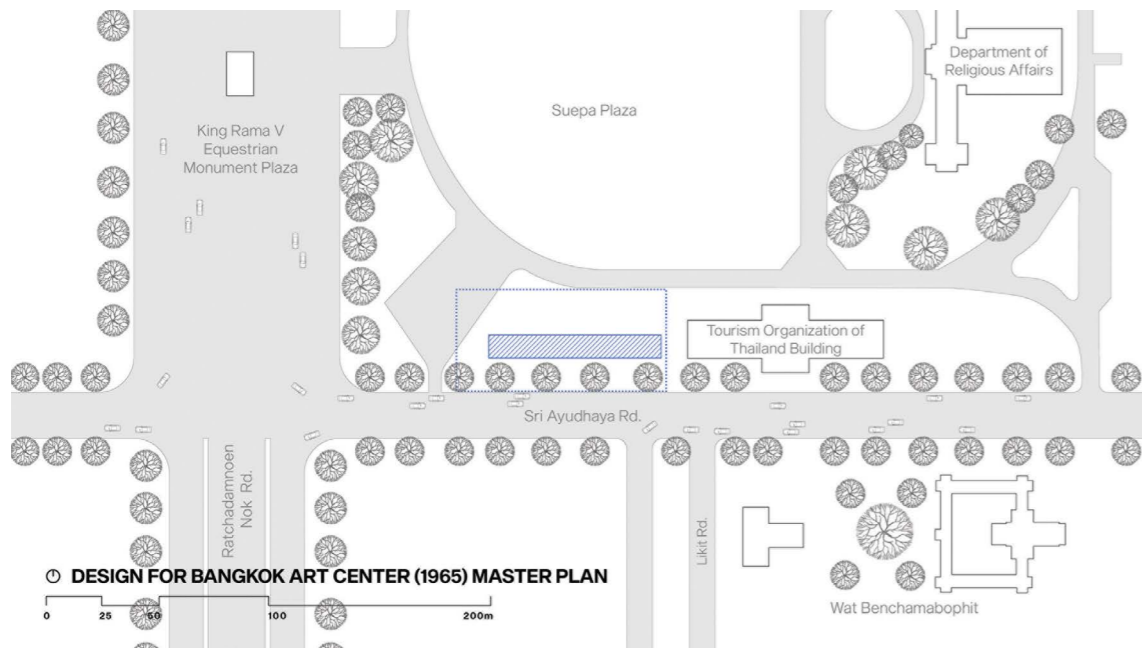 Department of
Religious Affairs
Suepa Plaza
King Rama V
Equestrian
Monument Plaza
Tourism Organization of
Thailand Building
Sri Ayudhaya Rd.
Ratchadamnoen
Nok Rd.
Likit Rd.
DESIGN FOR BANGKOK ART CENTER (1965) MASTER PLAN
0 25 50 100 200m
Wat Benchamabophit